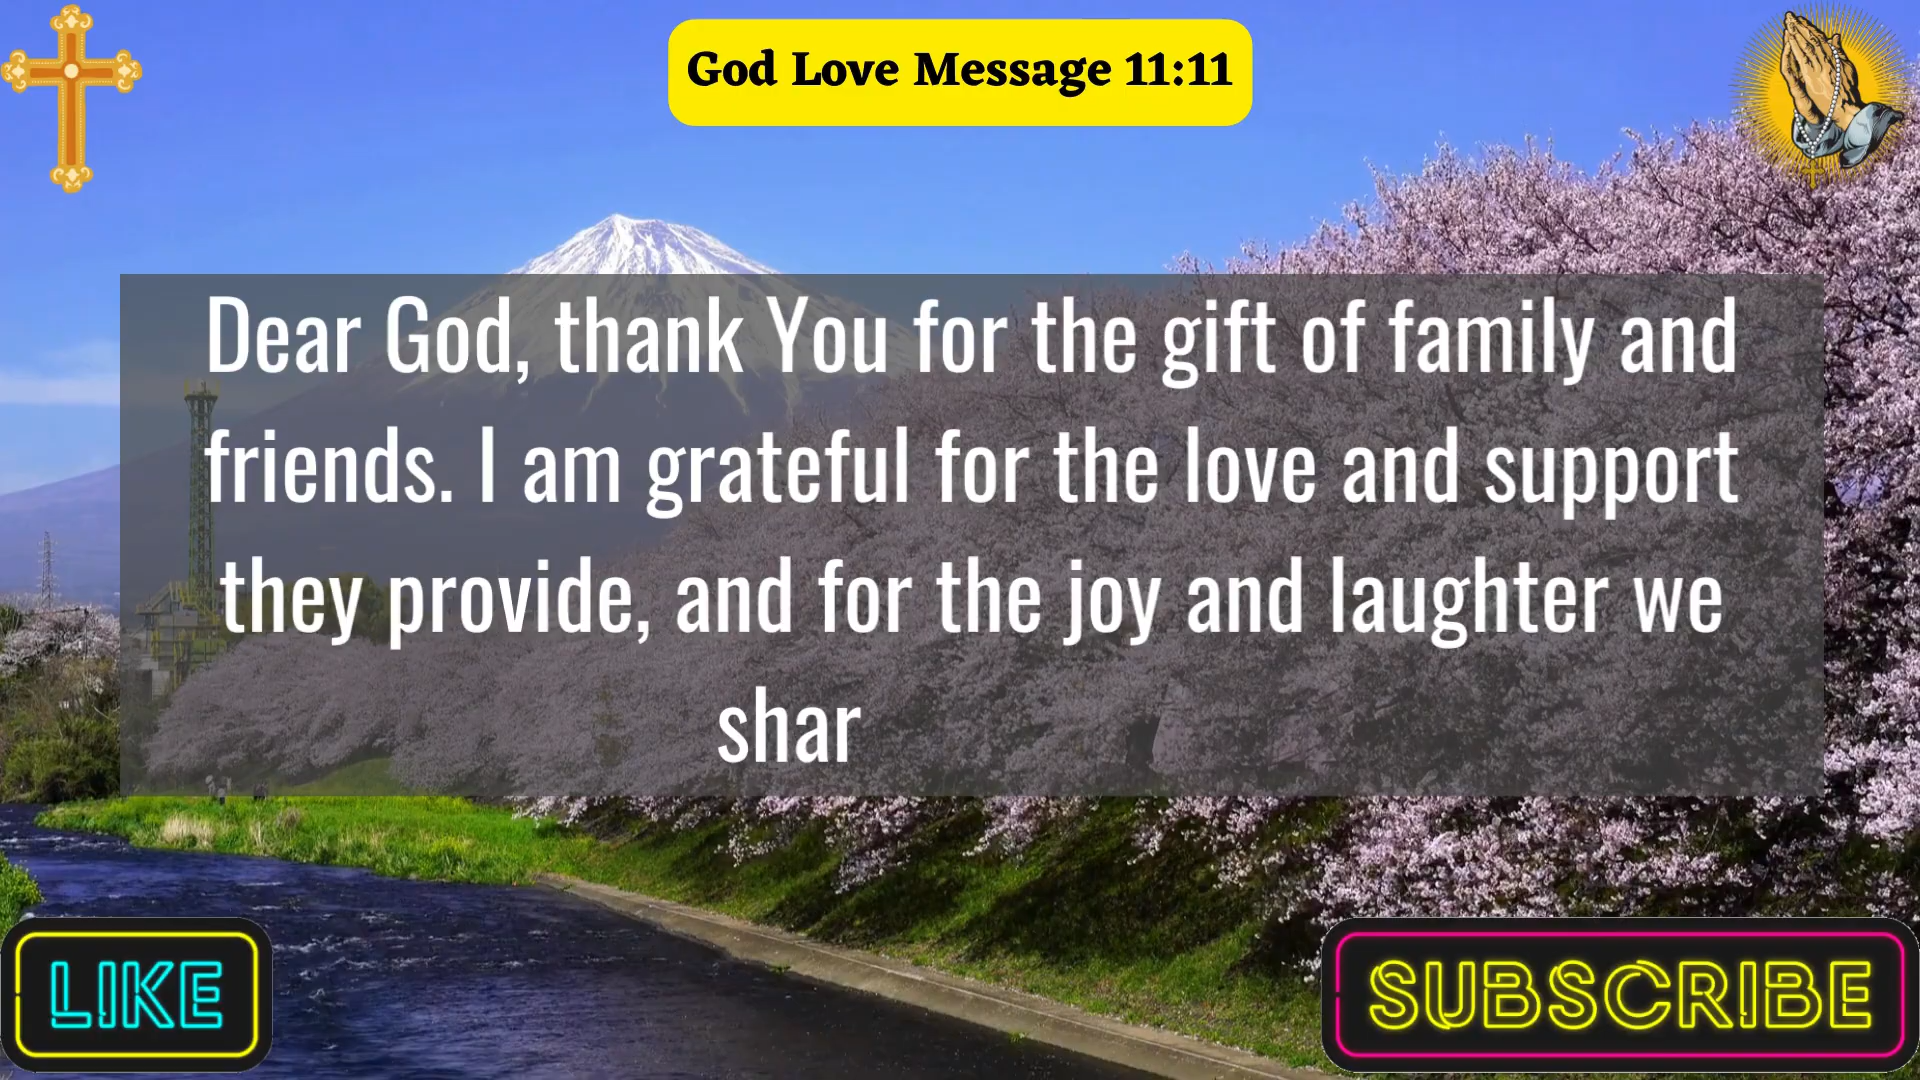 God Love Message 11:11
Dear God, thank You for the gift of family and
friends. I am grateful for the love and support
they provide, and for the joy and laughter we
shar
LIKE
SUBSCRIBE